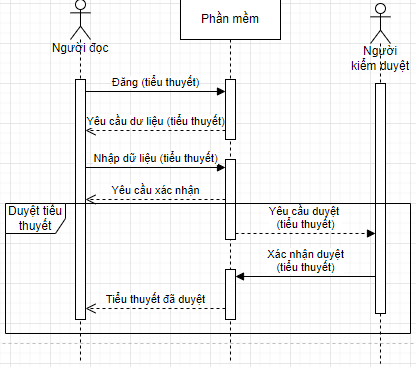 Phần mềm
Người đọc
Người
kiểm duyệt
Đăng (tiểu thuyết)
Yêu cầu dư liệu (tiểu thuyết)
Nhập dữ liệu (tiểu thuyết)
Yêu cầu xác nhận
Duyệt tiểu
thuyết
Yêu cầu duyệt
(tiểu thuyết)
Xác nhận duyệt
(tiểu thuyết)
Tiểu thuyết đã duyệt